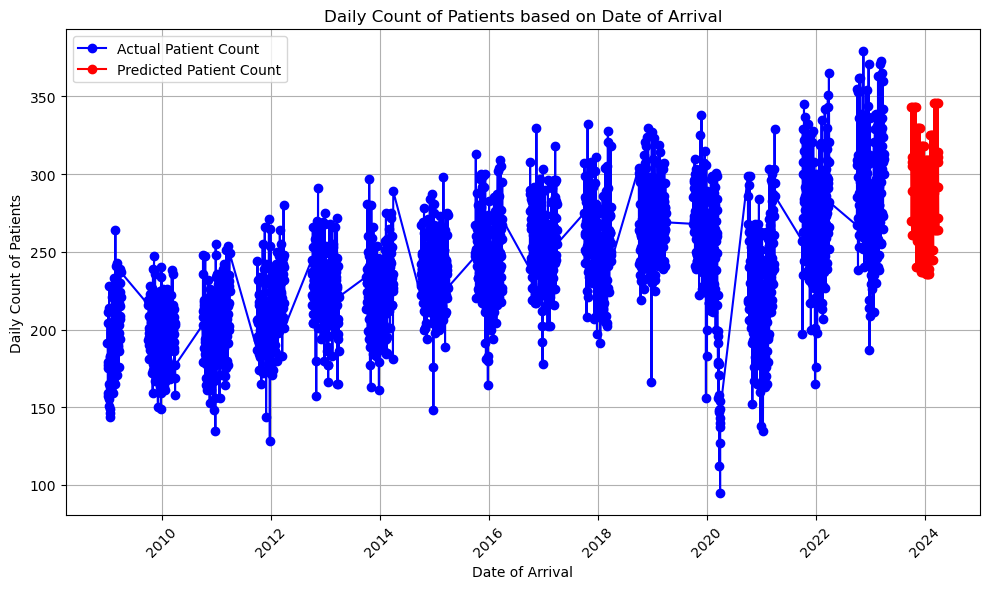 Daily Count of Patients based on Date of Arrival
Actual Patient Count
Predicted Patient Count
Daily Count of Patients
350
300
250
200
150
100
2010
2012
2014
2016
2018
2020
2022
2024
Date of Arrival